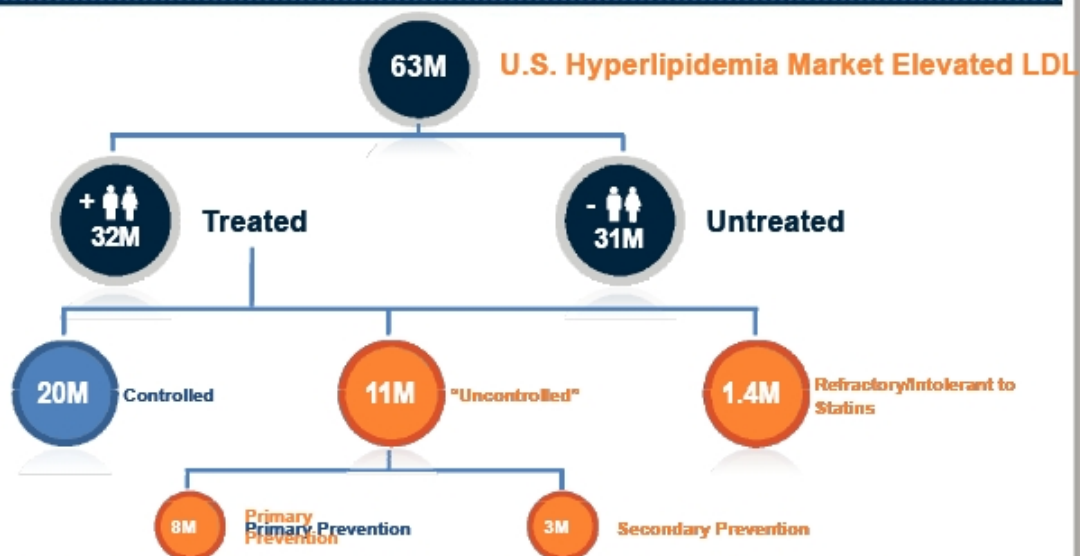 63M
U.S. Hyperlipidemia Market Elevated LDL
+
32M
Treated
-
31M
Untreated
20M
Controlled
11M
"Uncontrolled"
1.4M
Refractory/Intolerant to
Statins
8M
Primary
Prevention
Primary Prevention
3M
Secondary Prevention